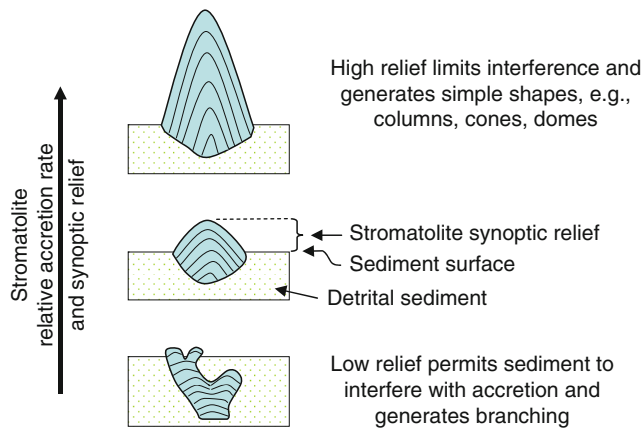 High relief limits interference and
generates simple shapes, e.g.,
columns, cones, domes
Stromatolite
relative accretion rate
and synoptic relief
Stromatolite synoptic relief
Sediment surface
Detrital sediment
Low relief permits sediment to
interfere with accretion and
generates branching